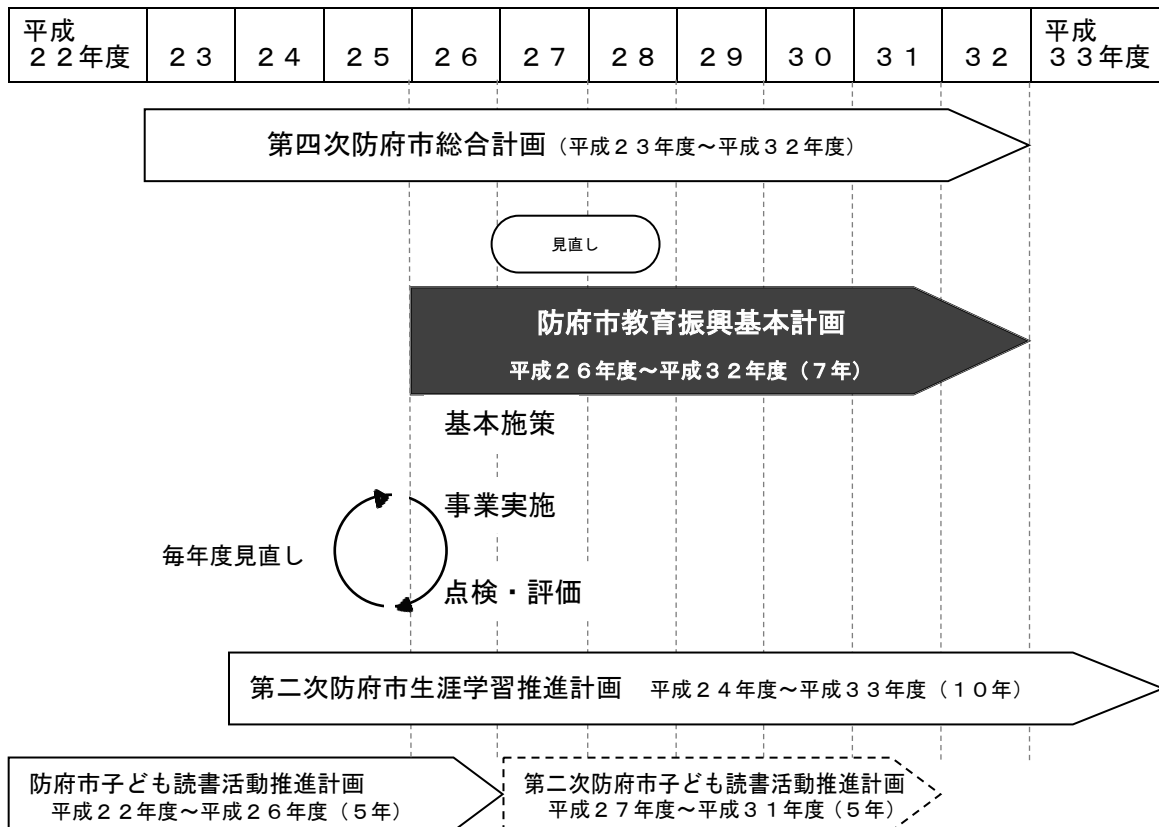 平成
２２年度 ２３ ２４ ２５ ２６ ２７ ２８ ２９ ３０ ３１ ３２ 平成
３３年度
第四次防府市総合計画（平成２３年度～平成３２年度）
見直し
防府市教育振興基本計画
平成２６年度～平成３２年度（７年）
基本施策
事業実施
毎年度見直し
点検・評価
第二次防府市生涯学習推進計画　平成２４年度～平成３３年度（１０年）
防府市子ども読書活動推進計画
平成２２年度～平成２６年度（５年）
第二次防府市子ども読書活動推進計画
平成２７年度～平成３１年度（５年）